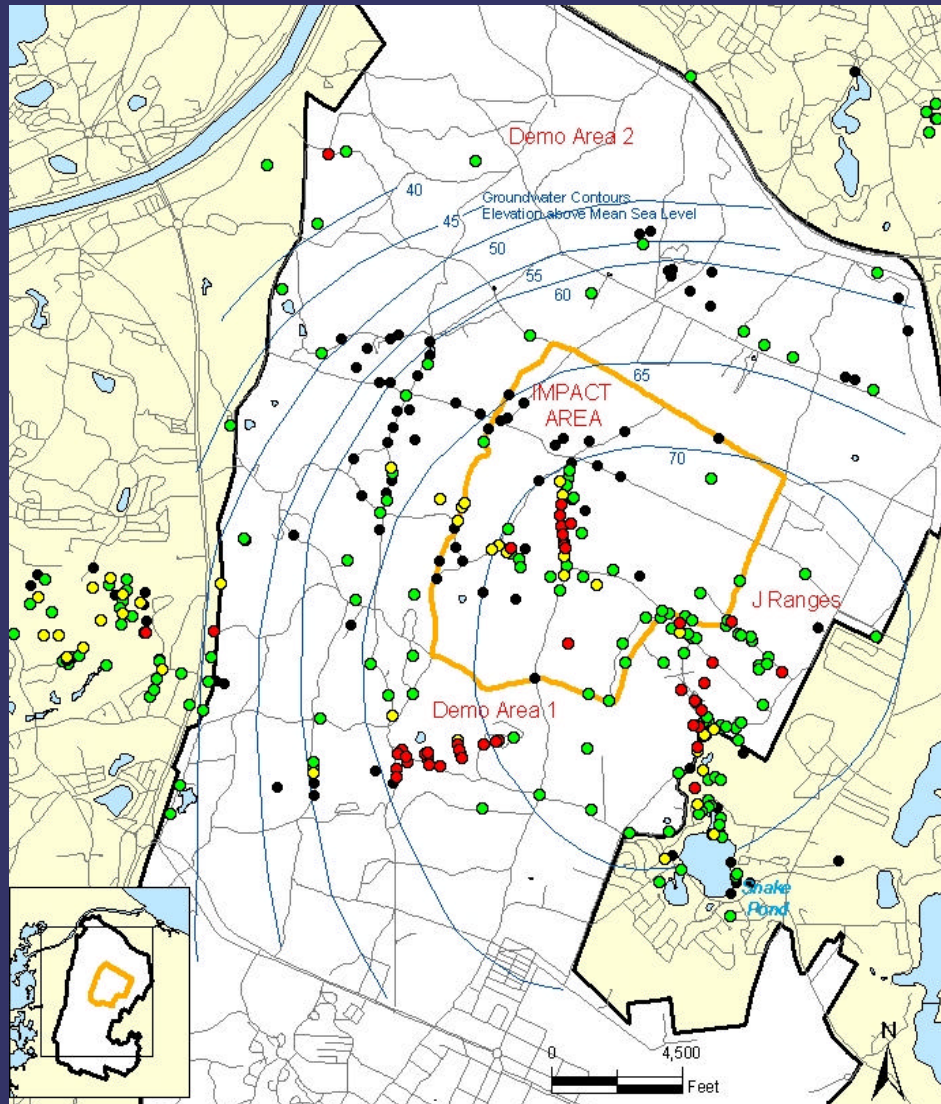 Demo Area 2
40
Groundwater Contours
45
Elevation above Mean Sea Level
50
55
60
65
IMPACT
AREA
70
J Ranges
Demo Area 1
Snake
Pond
N
0
4,500
Feet